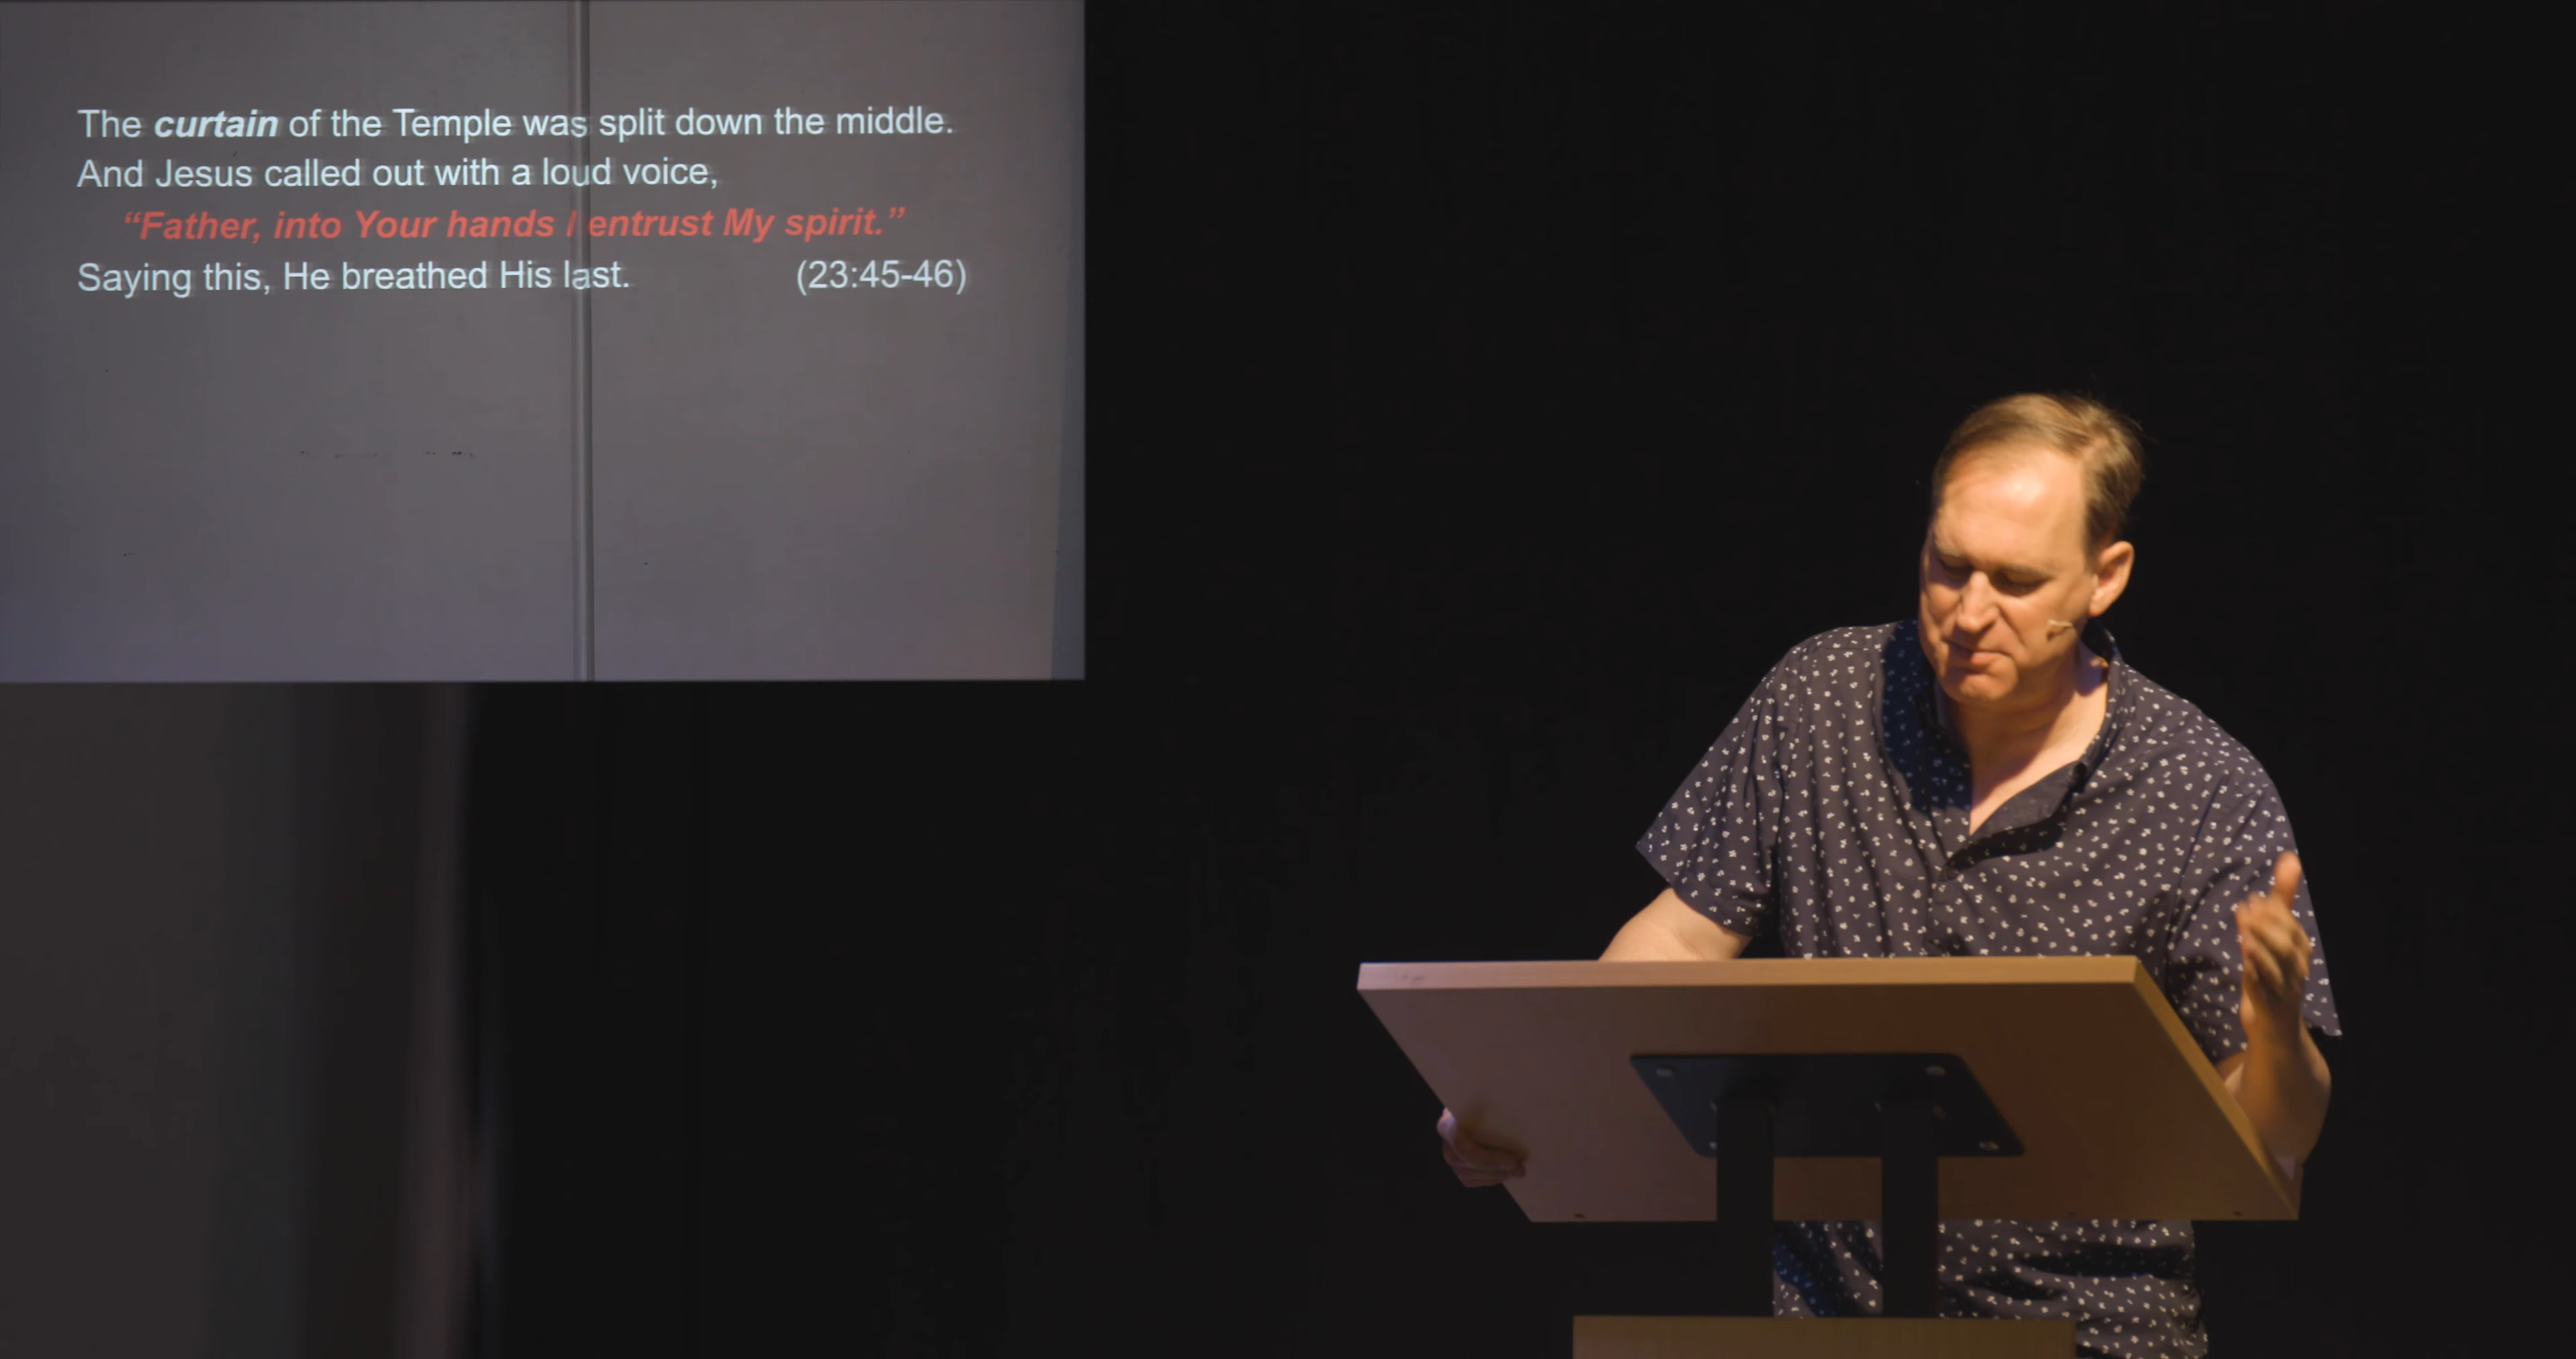 The curtain of the Temple was split down the middle.
And Jesus called out with a loud voice,
“Father, into Your hands I entrust My spirit.”
Saying this, He breathed His last. (23:45-46)